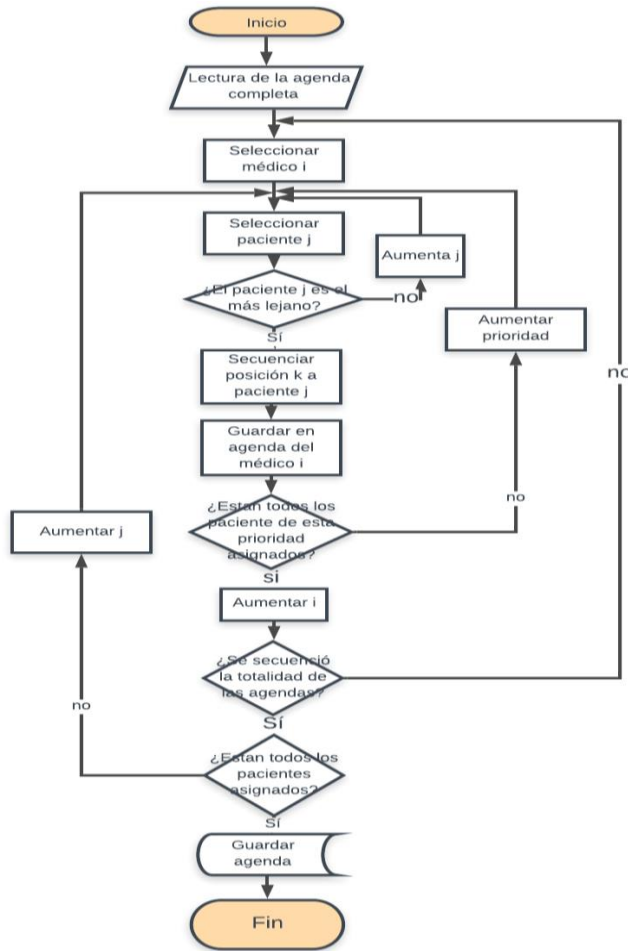 Inicio
Lectura de la agenda
completa
Seleccionar
médico i
Seleccionar
paciente j
Aumenta j
¿El paciente j es el
más lejano?
no
Sí
Aumentar
prioridad
no
Secuenciar
posición k a
paciente j
Guardar en
agenda del
médico i
¿Estan todos los
paciente de esta
prioridad
asignados?
no
si
Aumentar j
Aumentar i
¿Se secuenció
la totalidad de
las agendas?
no
Sí
¿Estan todos los
pacientes
asignados?
Sí
Guardar
agenda
Fin